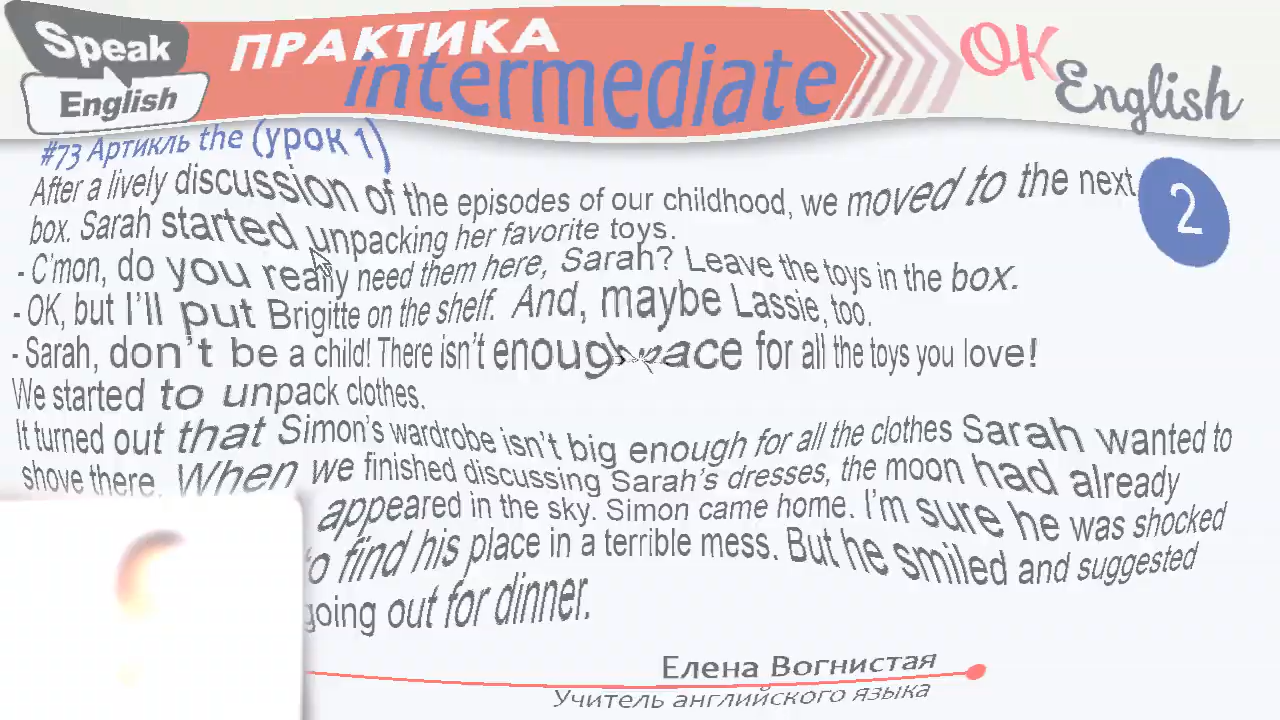 Speak
English
ПРАКТИКА
intermediate
OK
English
#73 Артикль the (урок 1)
2
After a lively discussion of the episodes of our childhood, we moved to the next
box. Sarah started unpacking her favorite toys.
- C'mon, do you really need them here, Sarah? Leave the toys in the box.
- OK, but I'll put Brigitte on the shelf. And, maybe Lassie, too.
- Sarah, don't be a child! There isn't enough for all the toys you love!
We started to unpack clothes.
It turned out that Simon's wardrobe isn't big enough for all the clothes Sarah wanted to
shove there. When we finished discussing Sarah's dresses, the moon had already
appeared in the sky. Simon came home. I'm sure he was shocked
to find his place in a terrible mess. But he smiled and suggested
going out for dinner.
Елена Вогнистая
Учитель английского языка